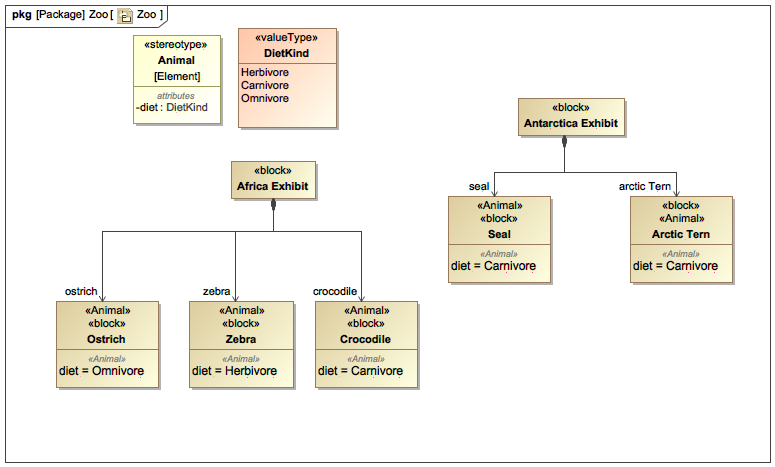 pkg [Package] Zoo [ Zoo ]
«stereotype»
Animal
[Element]
attributes
-diet : DietKind
«valueType»
DietKind
Herbivore
Carnivore
Omnivore
«block»
Antarctica Exhibit
«block»
Africa Exhibit
seal
arctic Tern
«Animal»
«block»
Seal
«Animal»
diet = Carnivore
«block»
«Animal»
Arctic Tern
«Animal»
diet = Carnivore
ostrich
zebra
crocodile
«Animal»
«block»
Ostrich
«Animal»
diet = Omnivore
«Animal»
«block»
Zebra
«Animal»
diet = Herbivore
«Animal»
«block»
Crocodile
«Animal»
diet = Carnivore